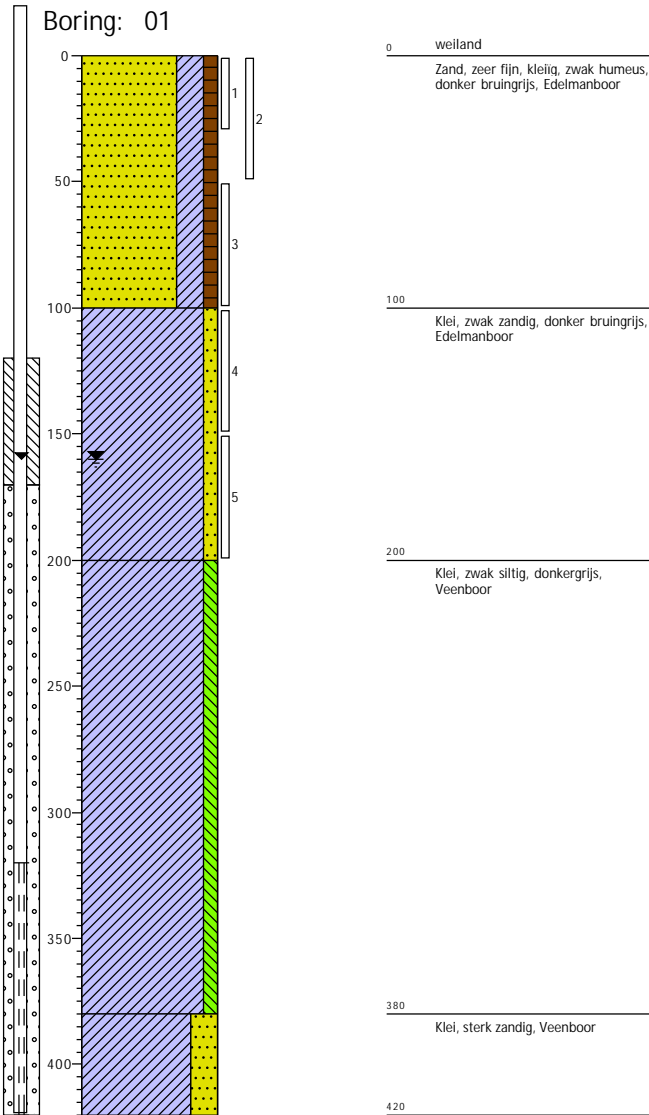 Boring: 01
0
50
100
150
200
250
300
350
400
1
2
3
4
5
0
weiland
Zand, zeer fijn, kleiïg, zwak humeus,
donker bruingrijs, Edelmanboor
100
Klei, zwak zandig, donker bruingrijs,
Edelmanboor
200
Klei, zwak siltig, donkergrijs,
Veenboor
380
Klei, sterk zandig, Veenboor
420